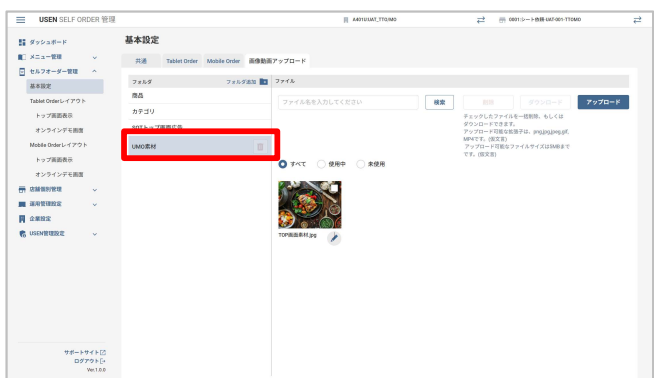 USEN SELF ORDER 管理
A401U:UAT_TTO/MO
0001:シート依頼-UAT-001-TTOMO
ダッシュボード
メニュー管理
セルフオーダー管理
基本設定
Tablet Orderレイアウト
トップ画面表示
オンラインデモ画面
Mobile Orderレイアウト
トップ画面表示
オンラインデモ画面
店舗個別管理
運用管理設定
企業設定
USEN管理設定
サポートサイト
ログアウト
Ver.1.0.0
基本設定
共通
Tablet Order
Mobile Order
画像動画アップロード
フォルダ
フォルダ追加
商品
カテゴリ
UMO素材
ファイル
ファイル名を入力してください
検索
削除
ダウンロード
アップロード
チェックしたファイルを一括削除、もしくは
ダウンロードできます。
アップロード可能な拡張子は、png,jpg,jpeg,gif,
MP4です。(仮文言)
アップロード可能なファイルサイズは8MBまで
です。(仮文言)
すべて
使用中
未使用
TOP画面素材.jpg